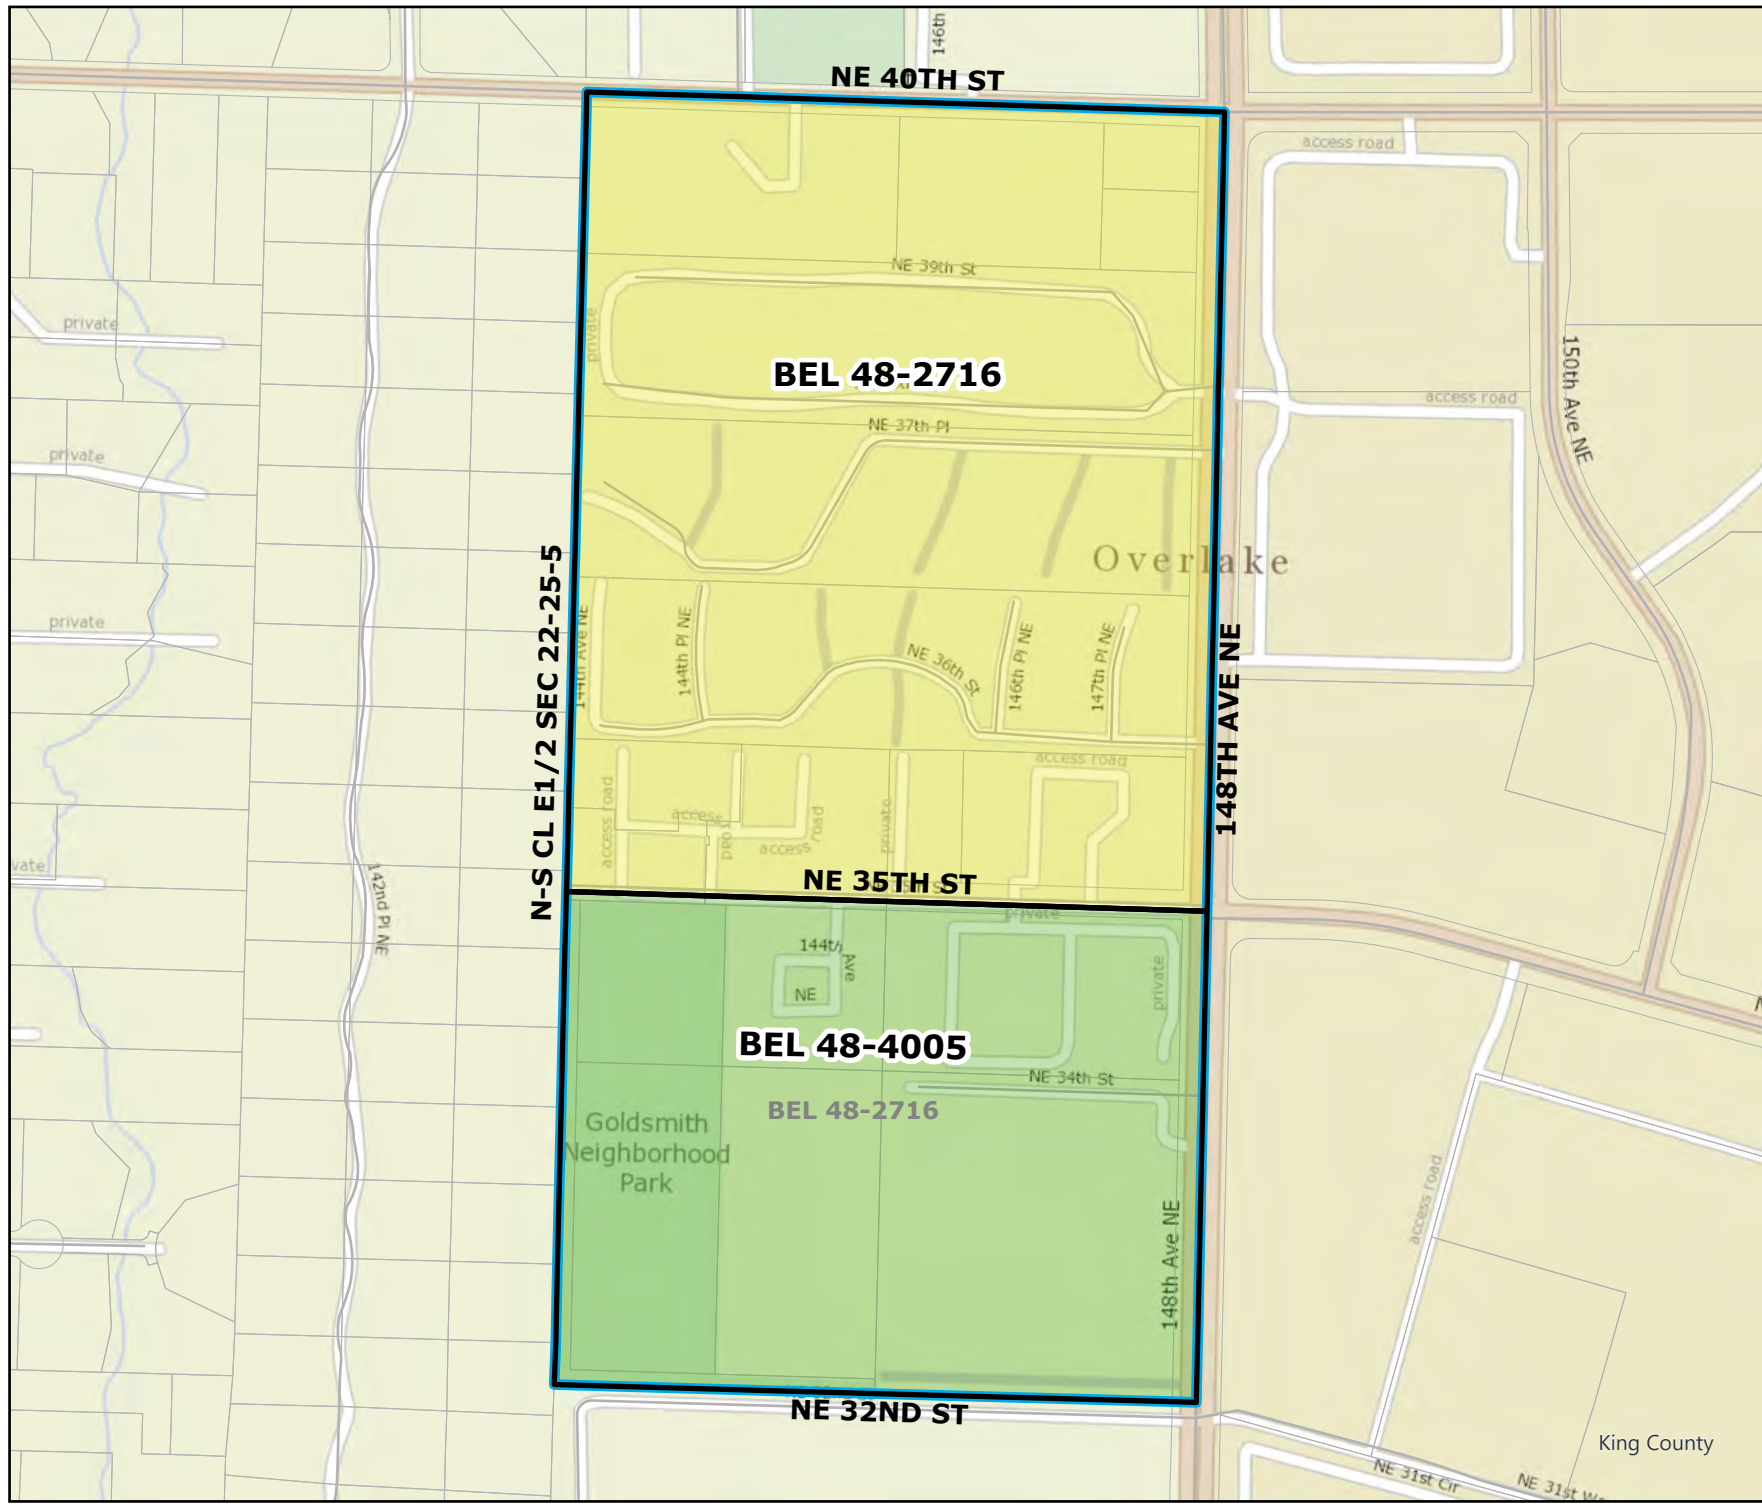 146th
NE 40TH ST
access road
NE 39th St
private
private
150th Ave NE
BEL 48-2716
access road
NE 37th Pl
private
N-S CL E1/2 SEC 22-25-5
Overlake
private
144th Ave NE
144th Pl NE
NE 36th St
146th Pl NE
147th Pl NE
148TH AVE NE
access road
access road
access
road
access
road
private
142nd Pl NE
NE 35TH ST
private
144th
Ave
NE
private
BEL 48-4005
NE 34th St
BEL 48-2716
Goldsmith
Neighborhood
Park
access road
148th Ave NE
NE 32ND ST
King County
NE 31st Cir
NE 31st